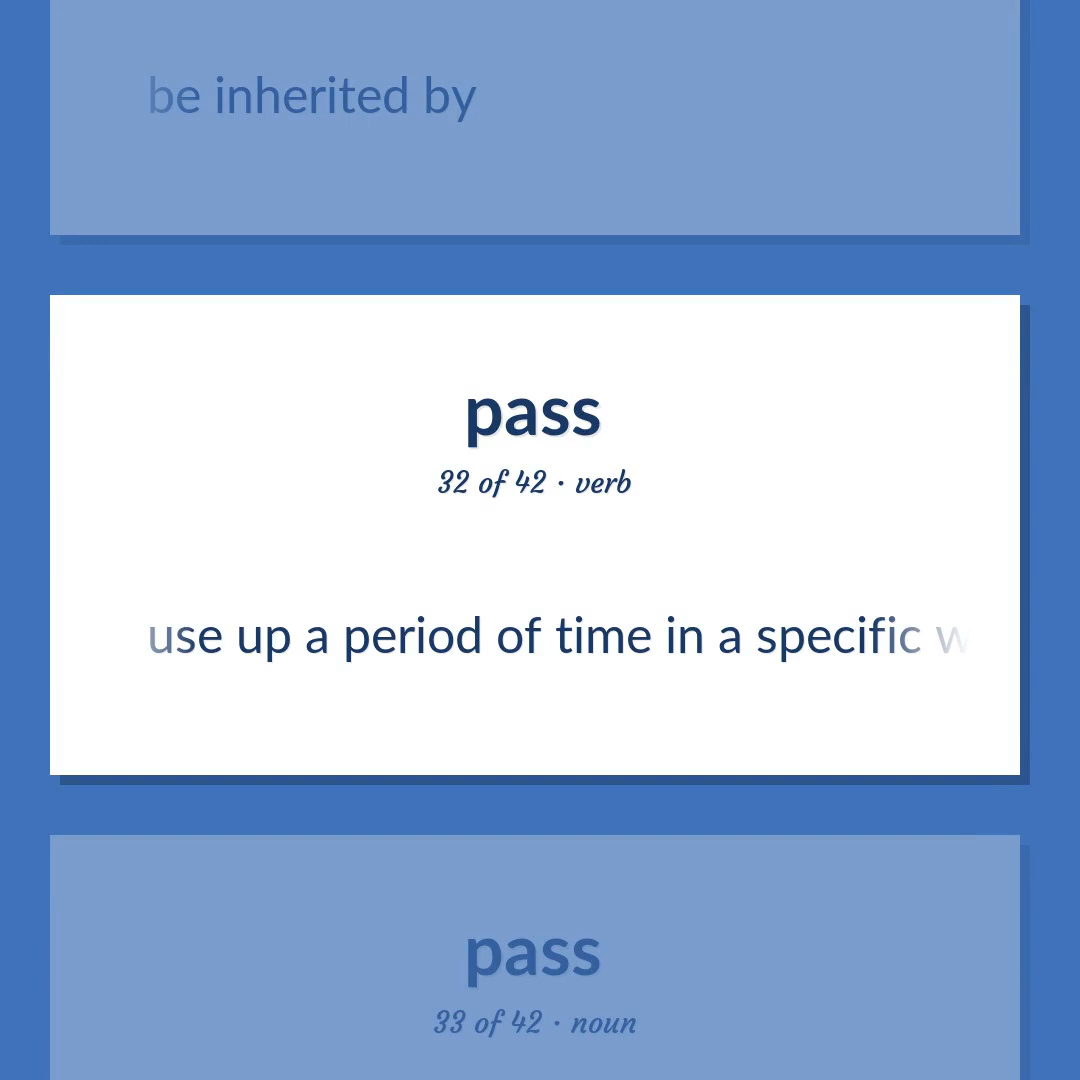 be inherited by
pass
32 of 42 · verb
use up a period of time in a specific
pass
33 of 42 · noun